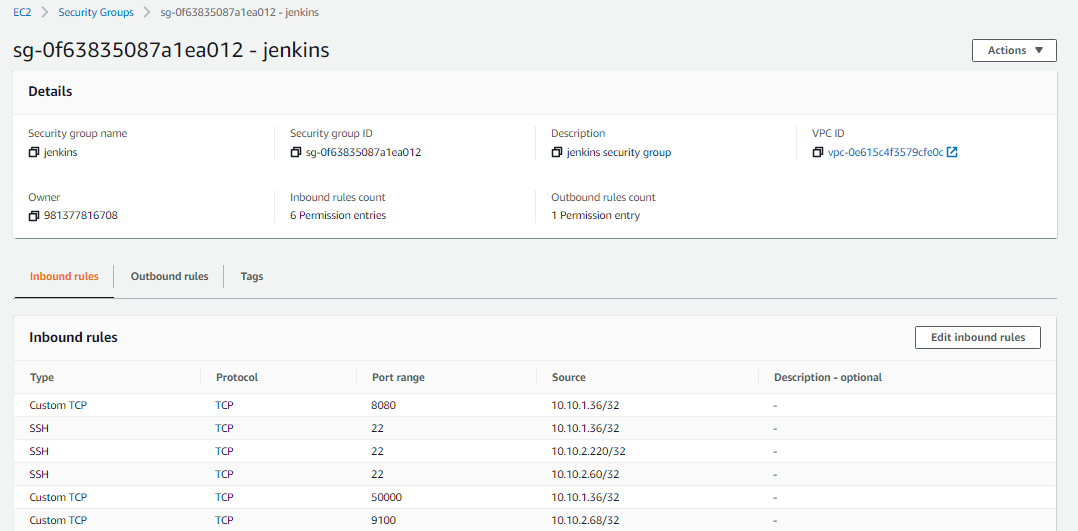 EC2 > Security Groups > sg-0f63835087a1ea012 - jenkins
sg-0f63835087a1ea012 - jenkins
Actions ▼
Details
Security group name Security group ID Description VPC ID
jenkins sg-0f63835087a1ea012 jenkins security group vpc-0e615c4f3579cfe0c
Owner Inbound rules count Outbound rules count
981377816708 6 Permission entries 1 Permission entry
Inbound rules Outbound rules Tags
Inbound rules Edit inbound rules
Type Protocol Port range Source Description - optional
Custom TCP TCP 8080 10.10.1.36/32 -
SSH TCP 22 10.10.1.36/32 -
SSH TCP 22 10.10.2.220/32 -
SSH TCP 22 10.10.2.60/32 -
Custom TCP TCP 50000 10.10.1.36/32 -
Custom TCP TCP 9100 10.10.2.68/32 -